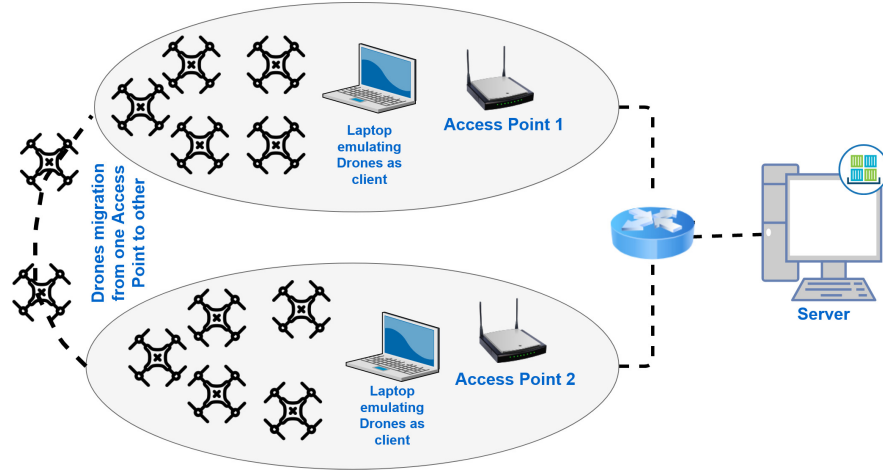 Laptop
emulating
Drones as
client
Access Point 1
Drones migration
from one Access
Point to other
Server
Laptop
emulating
Drones as
client
Access Point 2